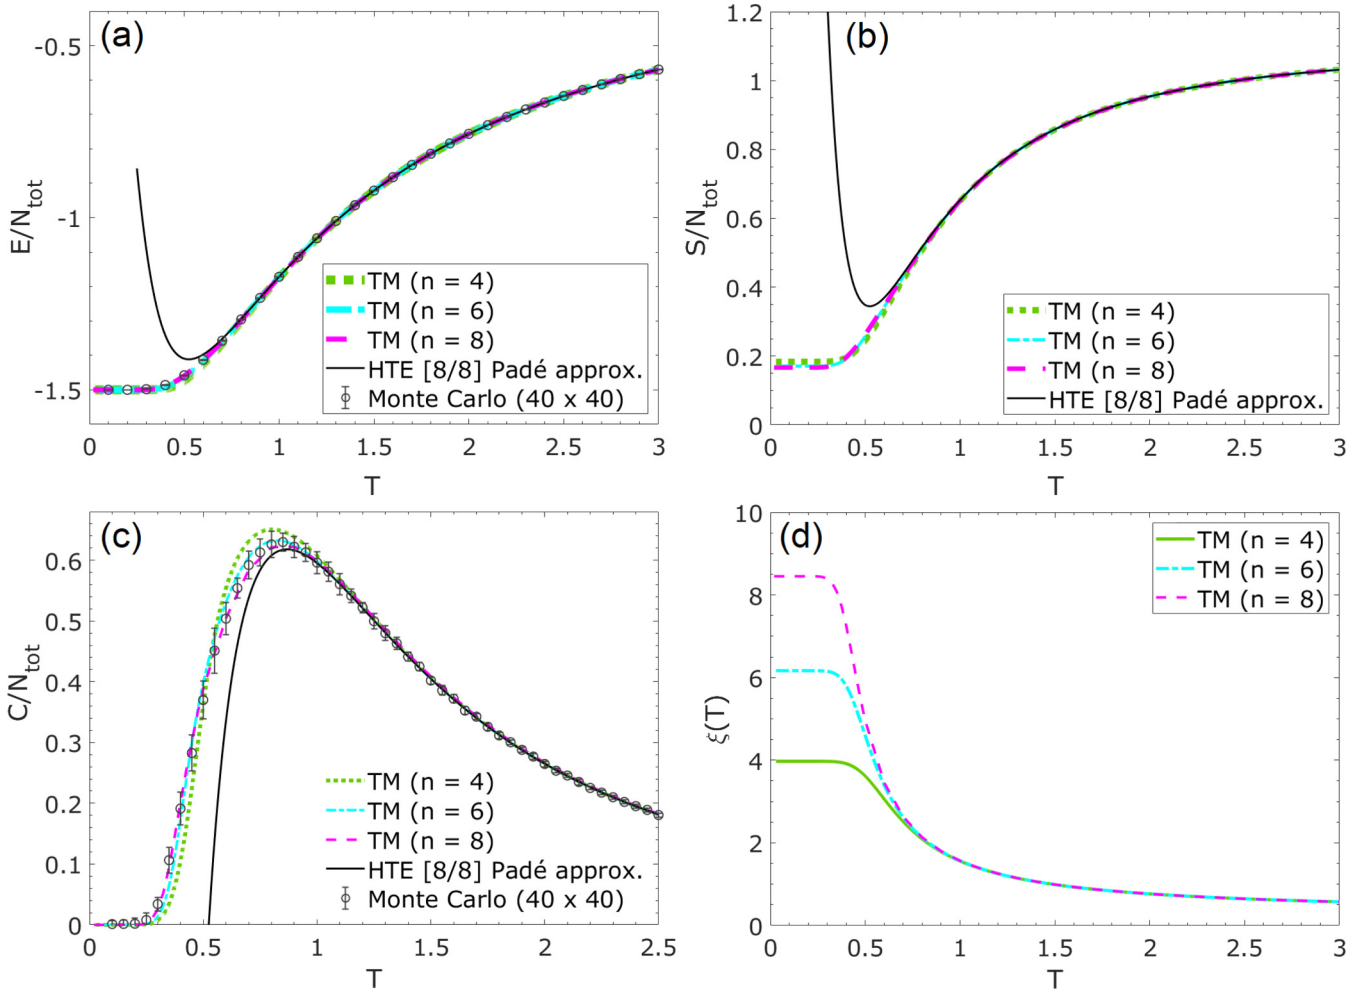 (a)
-0.5
-1
-1.5
E/N_tot
TM (n = 4)
TM (n = 6)
TM (n = 8)
HTE [8/8] Padé approx.
Monte Carlo (40 x 40)
0 0.5 1 1.5 2 2.5 3
T
(b)
1.2
1
0.8
0.6
0.4
0.2
0
S/N_tot
TM (n = 4)
TM (n = 6)
TM (n = 8)
HTE [8/8] Padé approx.
0 0.5 1 1.5 2 2.5 3
T
(c)
0.6
0.5
0.4
0.3
0.2
0.1
0
C/N_tot
TM (n = 4)
TM (n = 6)
TM (n = 8)
HTE [8/8] Padé approx.
Monte Carlo (40 x 40)
0 0.5 1 1.5 2 2.5
T
(d)
10
8
6
4
2
0
ξ(T)
TM (n = 4)
TM (n = 6)
TM (n = 8)
0 0.5 1 1.5 2 2.5 3
T